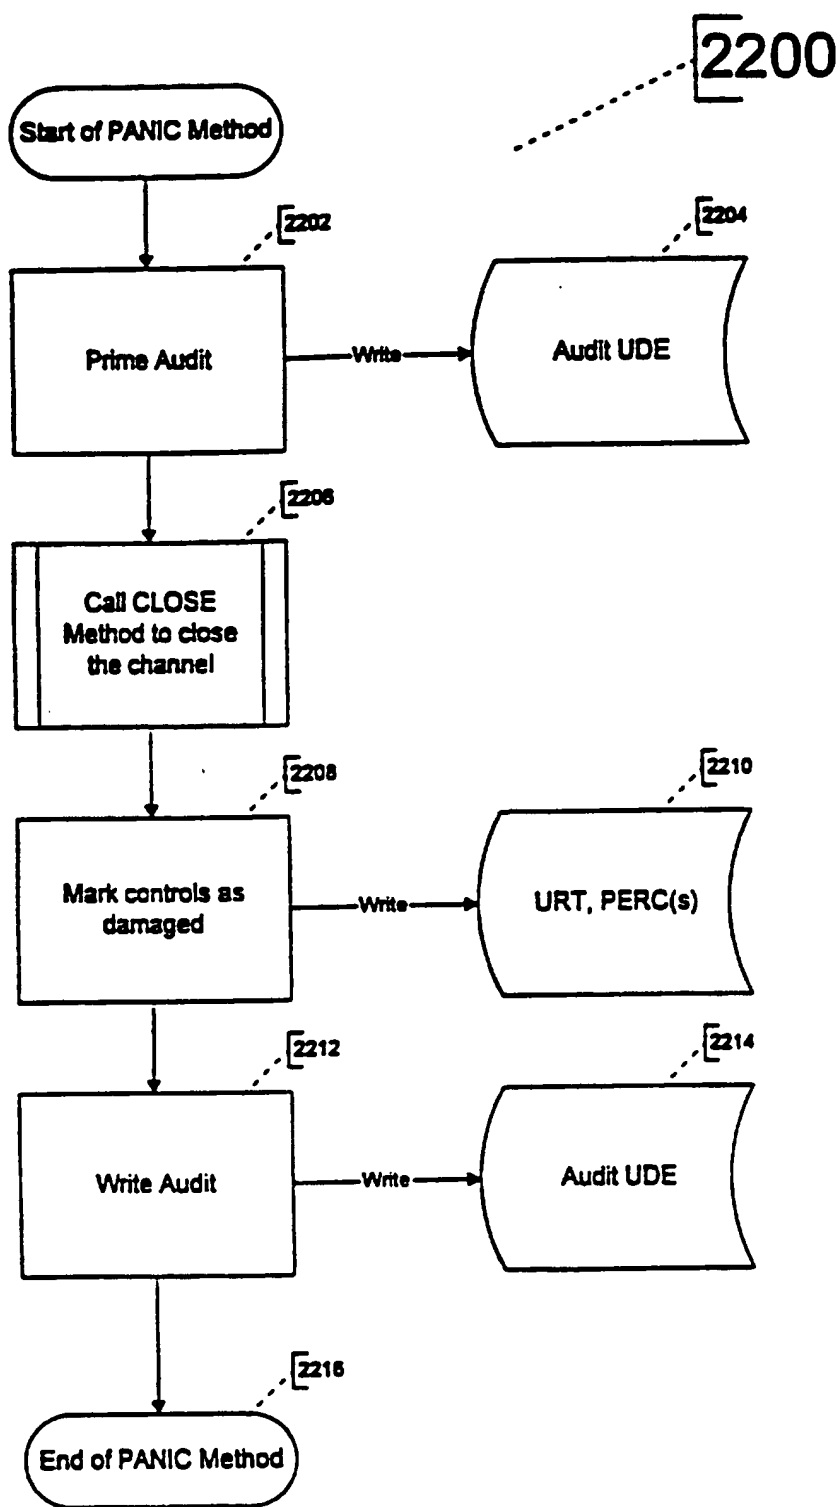 2200
Start of PANIC Method
2202
2204
Prime Audit
Write
Audit UDE
2206
Call CLOSE
Method to close
the channel
2208
2210
Mark controls as
damaged
Write
URT, PERC(s)
2212
2214
Write Audit
Write
Audit UDE
2216
End of PANIC Method